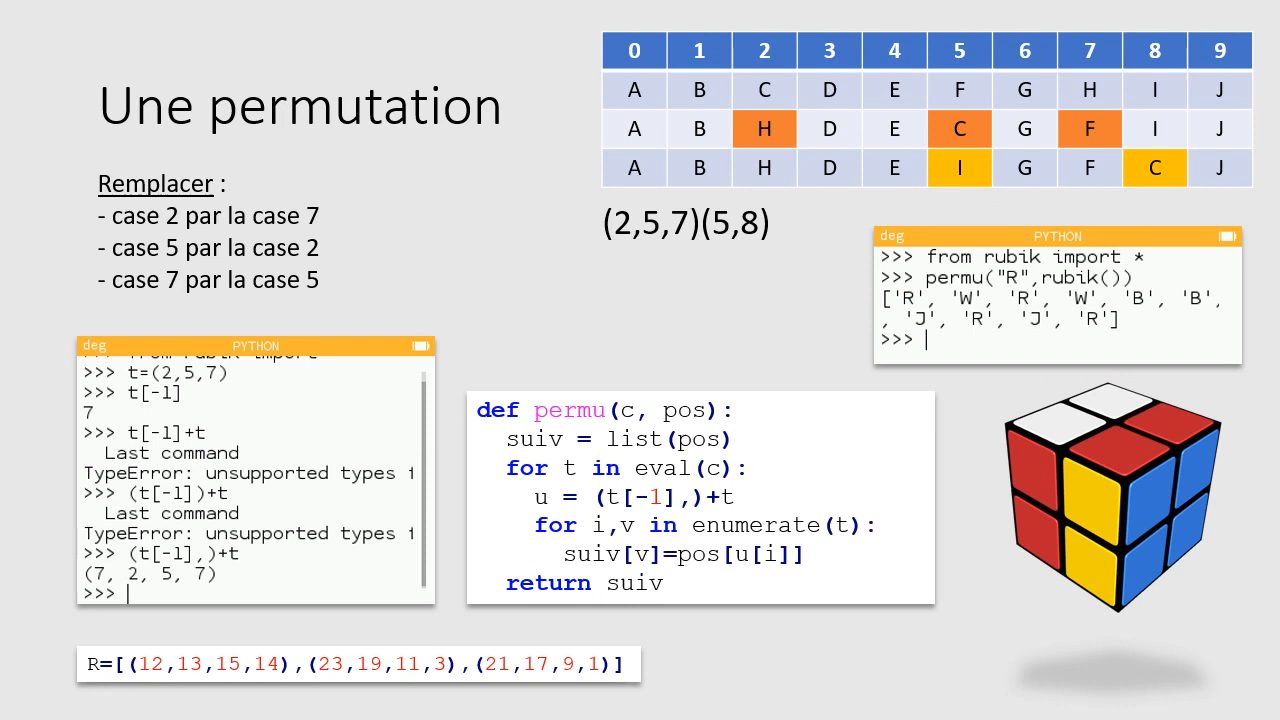 Une permutation
Remplacer :
- case 2 par la case 7
- case 5 par la case 2
- case 7 par la case 5
0 1 2 3 4 5 6 7 8 9
A B C D E F G H I J
A B H D E C G F I J
A B H D E I G F C J
(2,5,7)(5,8)
deg PYTHON
>>> from rubik import *
>>> permu("R",rubik())
['R', 'W', 'R', 'W', 'B', 'B',
, 'J', 'R', 'J', 'R']
>>>
deg PYTHON
>>> from rubik import
>>> t=(2,5,7)
>>> t[-1]
7
>>> t[-1]+t
Last command
TypeError: unsupported types
>>> (t[-1])+t
Last command
TypeError: unsupported types
>>> (t[-1],)+t
(7, 2, 5, 7)
>>>
def permu(c, pos):
suiv = list(pos)
for t in eval(c):
u = (t[-1],)+t
for i,v in enumerate(t):
suiv[v]=pos[u[i]]
return suiv
R=[(12,13,15,14),(23,19,11,3),(21,17,9,1)]